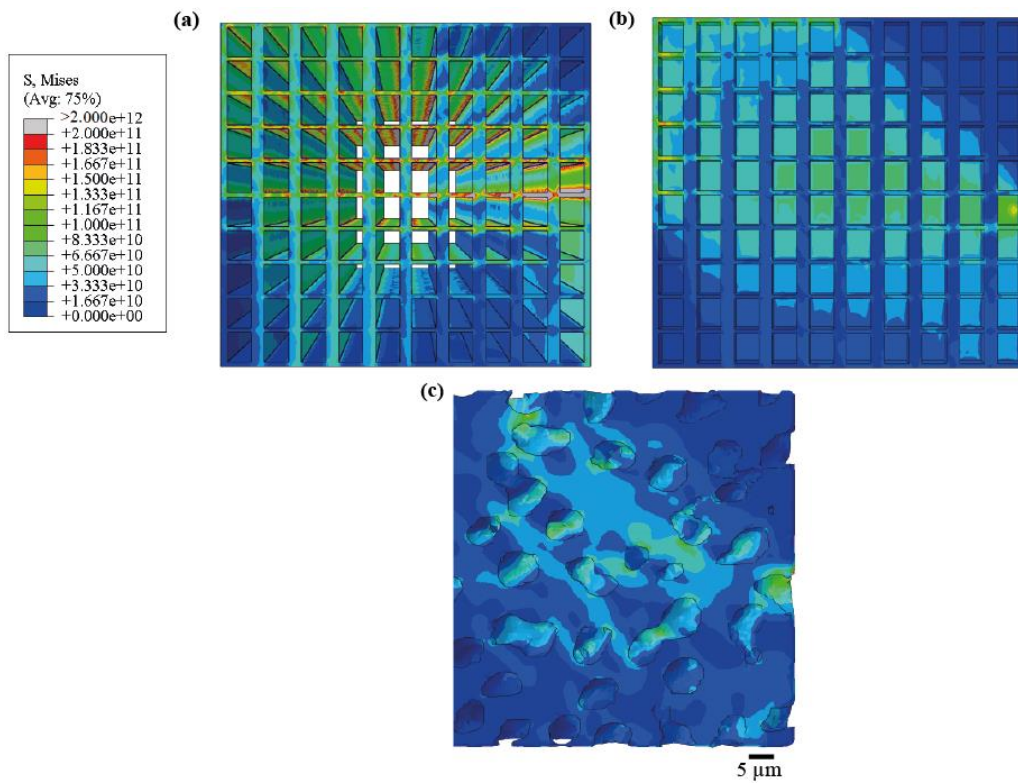 (a)
(b)
S, Mises
(Avg: 75%)
>2.000e+12
+2.000e+11
+1.833e+11
+1.667e+11
+1.500e+11
+1.333e+11
+1.167e+11
+1.000e+11
+8.333e+10
+6.667e+10
+5.000e+10
+3.333e+10
+1.667e+10
+0.000e+00
(c)
5 µm